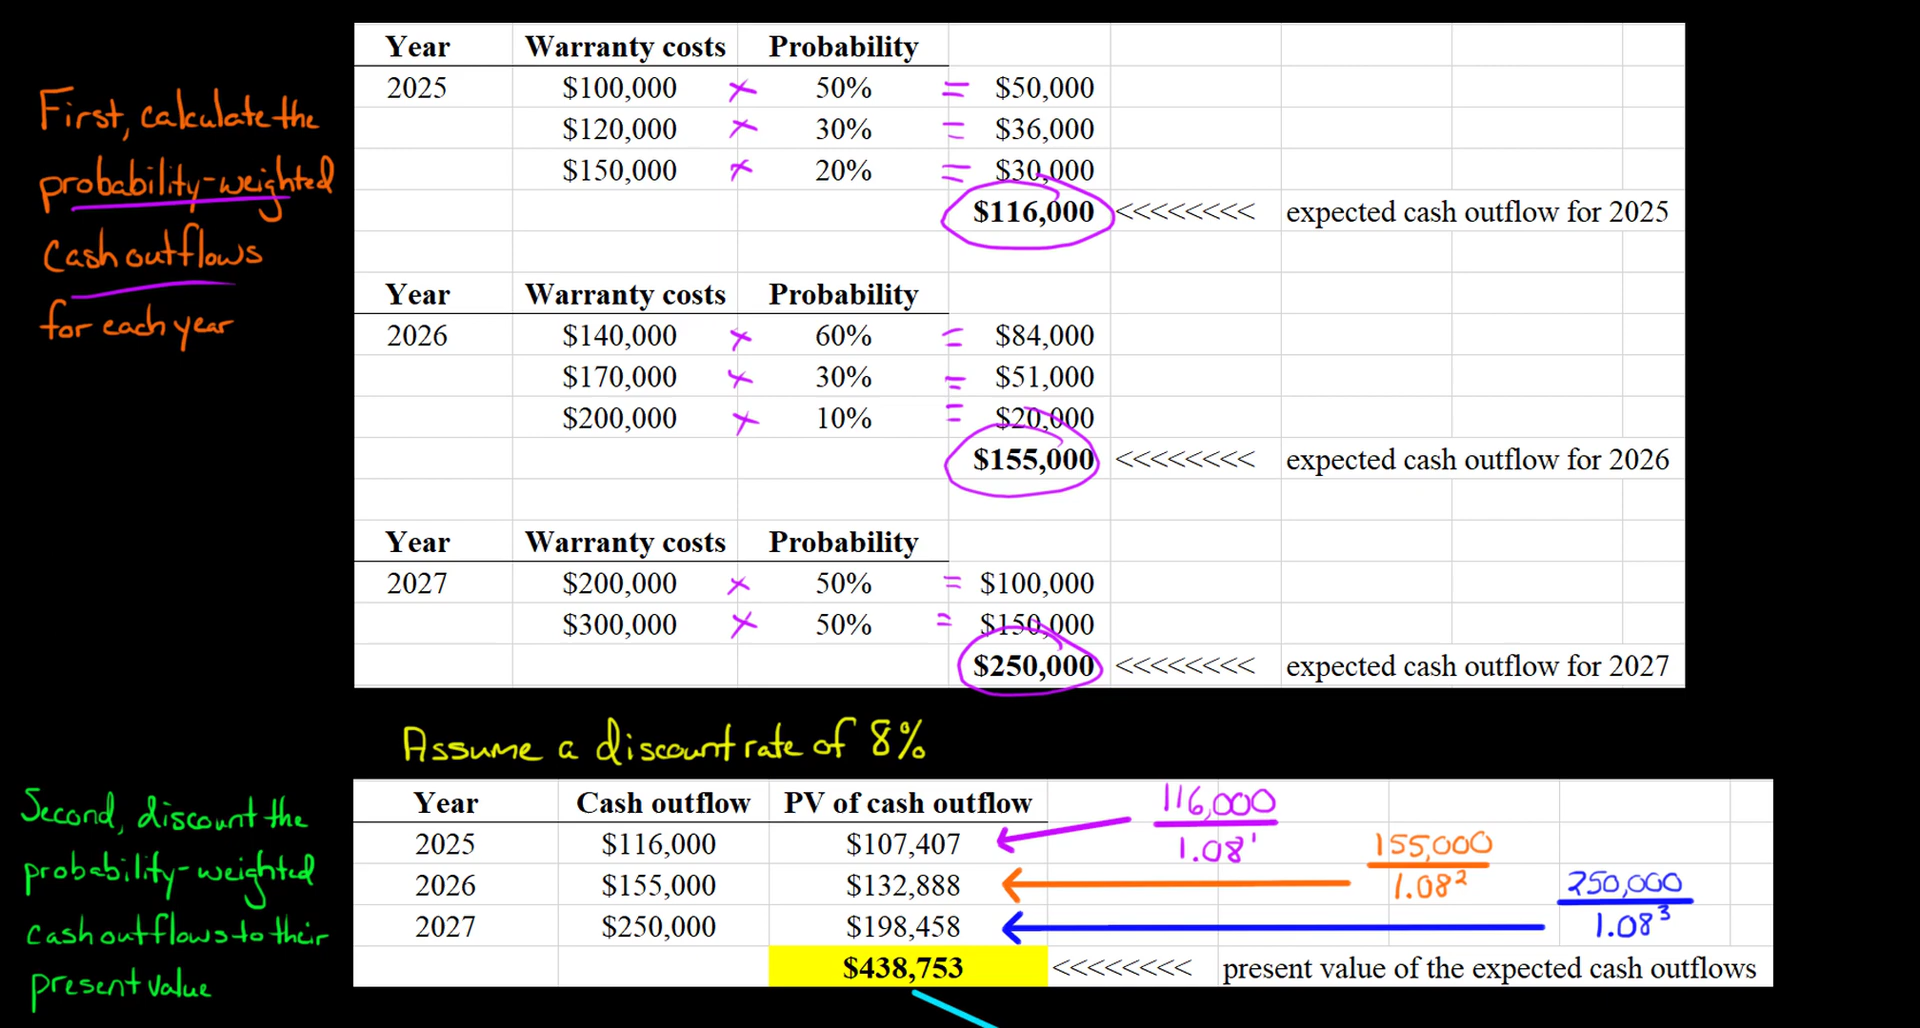 First, calculate the
probability-weighted
Cash outflows
for each year
Year Warranty costs Probability
2025 $100,000 × 50% = $50,000
$120,000 × 30% = $36,000
$150,000 × 20% = $30,000
$116,000 <<<<<<<< expected cash outflow for 2025
Year Warranty costs Probability
2026 $140,000 × 60% = $84,000
$170,000 × 30% = $51,000
$200,000 × 10% = $20,000
$155,000 <<<<<<<< expected cash outflow for 2026
Year Warranty costs Probability
2027 $200,000 × 50% = $100,000
$300,000 × 50% = $150,000
$250,000 <<<<<<<< expected cash outflow for 2027
Assume a discount rate of 8%
Second, discount the
probability-weighted
cash outflows to their
present value
Year Cash outflow PV of cash outflow
2025 $116,000 $107,407
2026 $155,000 $132,888
2027 $250,000 $198,458
$438,753 <<<<<<<< present value of the expected cash outflows
116,000
1.08¹
155,000
1.08²
250,000
1.08³